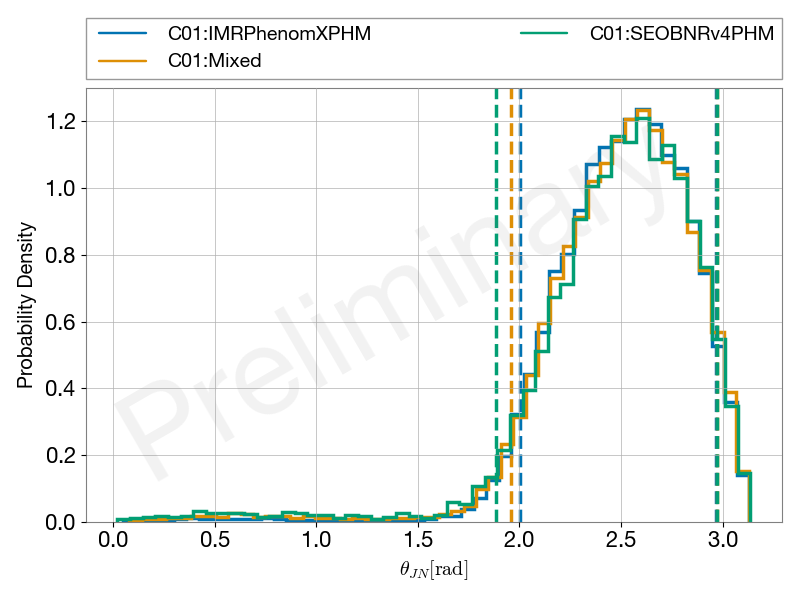 C01:IMRPhenomXPHM
C01:SEOBNRv4PHM
C01:Mixed
Preliminary
Probability Density
1.2
1.0
0.8
0.6
0.4
0.2
0.0
0.0 0.5 1.0 1.5 2.0 2.5 3.0
θ_JN[rad]